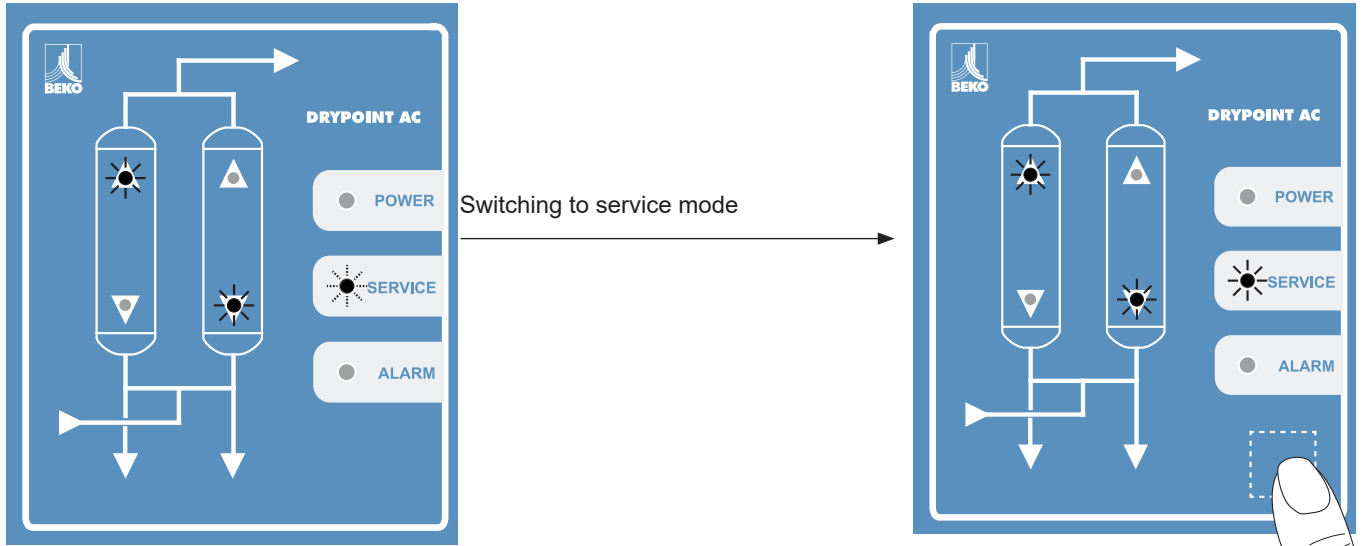 BEKO
DRYPOINT AC
POWER
SERVICE
ALARM
Switching to service mode
BEKO
DRYPOINT AC
POWER
SERVICE
ALARM